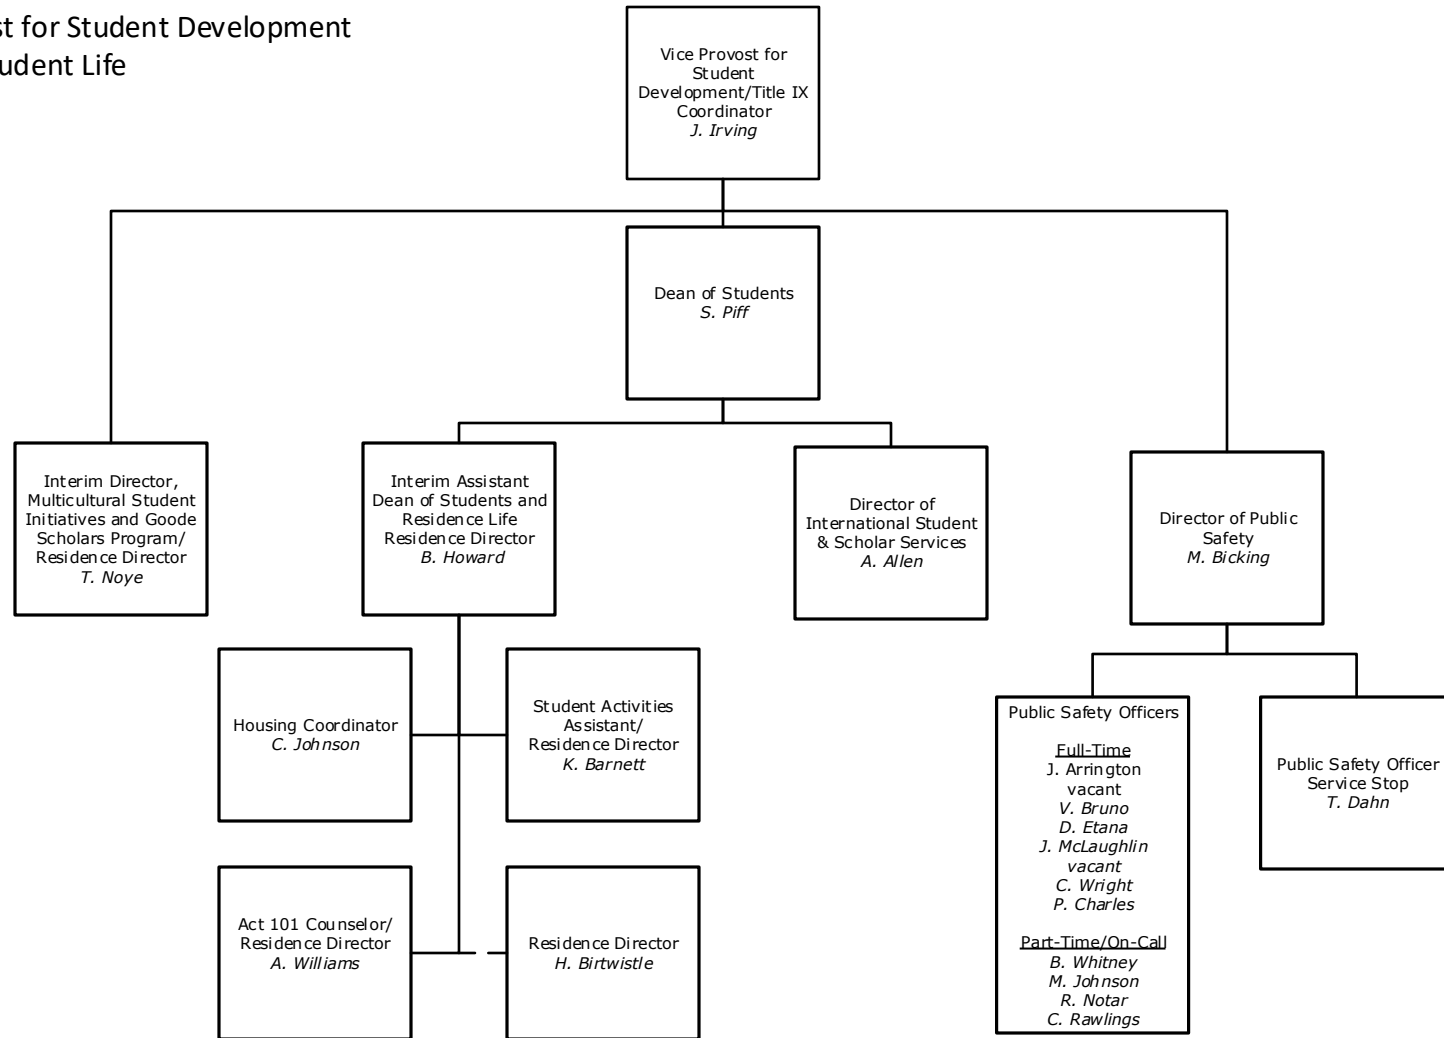 st for Student Development
udent Life
Vice Provost for
Student
Development/Title IX
Coordinator
J. Irving
Dean of Students
S. Piff
Interim Director,
Multicultural Student
Initiatives and Goode
Scholars Program/
Residence Director
T. Noye
Interim Assistant
Dean of Students and
Residence Life
Residence Director
B. Howard
Director of
International Student
& Scholar Services
A. Allen
Director of Public
Safety
M. Bicking
Housing Coordinator
C. Johnson
Student Activities
Assistant/
Residence Director
K. Barnett
Act 101 Counselor/
Residence Director
A. Williams
Residence Director
H. Birtwistle
Public Safety Officers
Full-Time
J. Arrington
vacant
V. Bruno
D. Etana
J. McLaughlin
vacant
C. Wright
P. Charles
Part-Time/On-Call
B. Whitney
M. Johnson
R. Notar
C. Rawlings
Public Safety Officer
Service Stop
T. Dahn